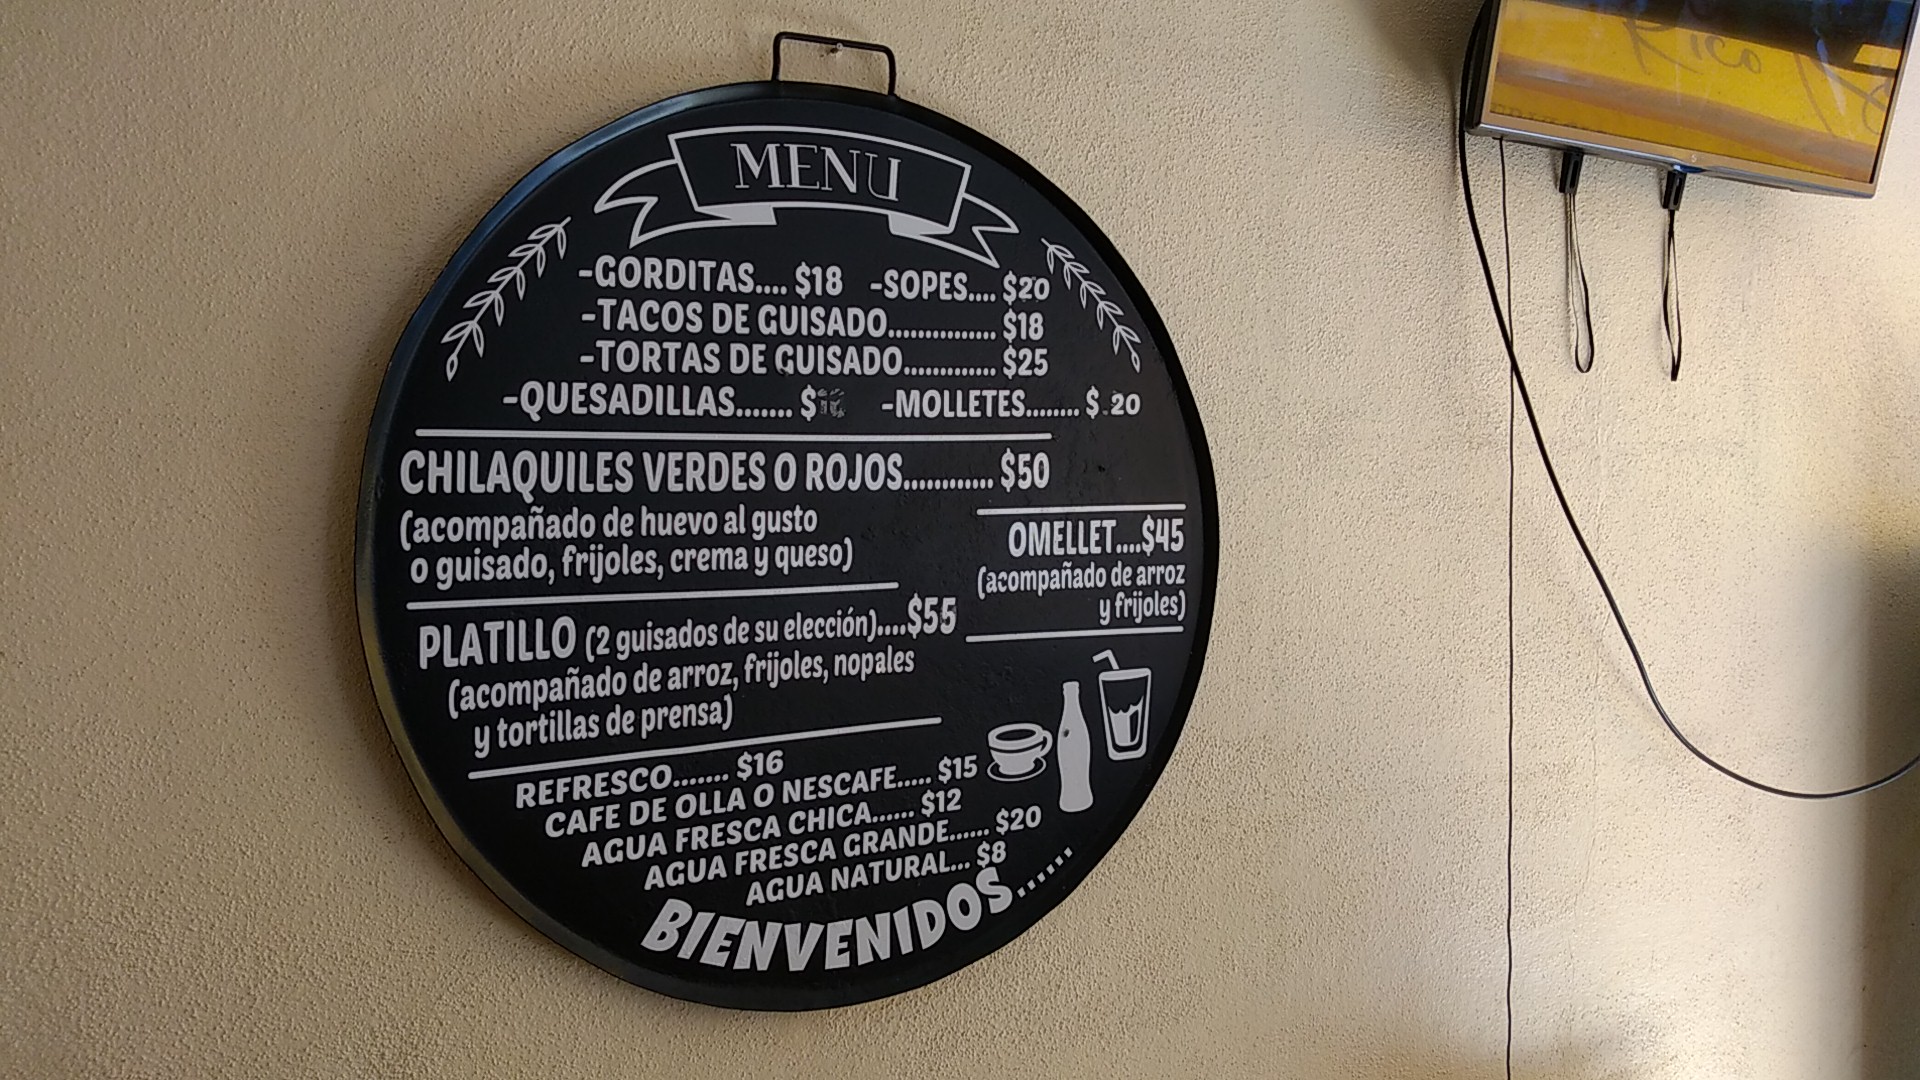 MENU
-GORDITAS.... $18 -SOPES.... $20
-TACOS DE GUISADO............... $18
-TORTAS DE GUISADO............. $25
-QUESADILLAS....... $ -MOLLETES........ $ 20
CHILAQUILES VERDES O ROJOS............ $50
(acompañado de huevo al gusto
o guisado, frijoles, crema y queso)
OMELLET....$45
(acompañado de arroz
y frijoles)
PLATILLO (2 guisados de su elección)....$55
(acompañado de arroz, frijoles, nopales
y tortillas de prensa)
REFRESCO....... $16
CAFE DE OLLA O NESCAFE..... $15
AGUA FRESCA CHICA...... $12
AGUA FRESCA GRANDE...... $20
AGUA NATURAL... $8
BIENVENIDOS......
Rico